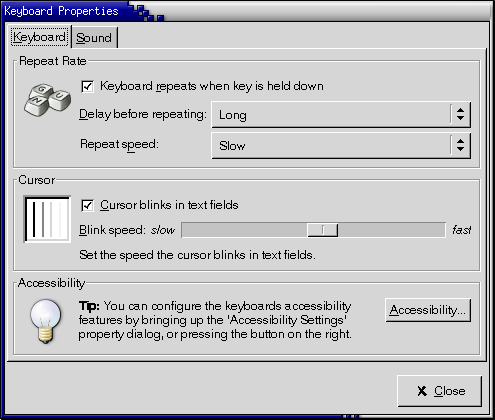 Keyboard Properties
Keyboard Sound
Repeat Rate
G N C
Keyboard repeats when key is held down
Delay before repeating: Long
Repeat speed: Slow
Cursor
Cursor blinks in text fields
Blink speed: slow fast
Set the speed the cursor blinks in text fields.
Accessibility
Tip: You can configure the keyboards accessibility
features by bringing up the 'Accessibility Settings'
property dialog, or pressing the button on the right.
Accessibility...
Close